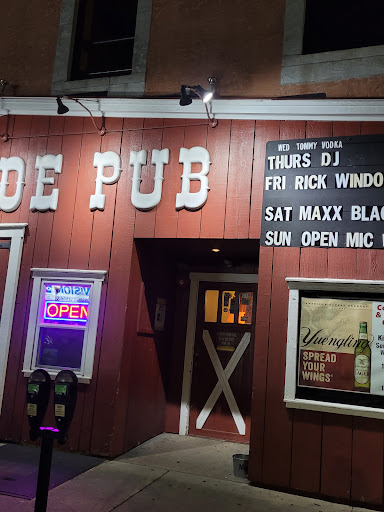 DE PUB
WED TOMMY VODKA
THURS DJ
FRI RICK WINDO
SAT MAXX BLA
SUN OPEN MIC
OPEN
Yuengling
SPREAD
YOUR
WINGS